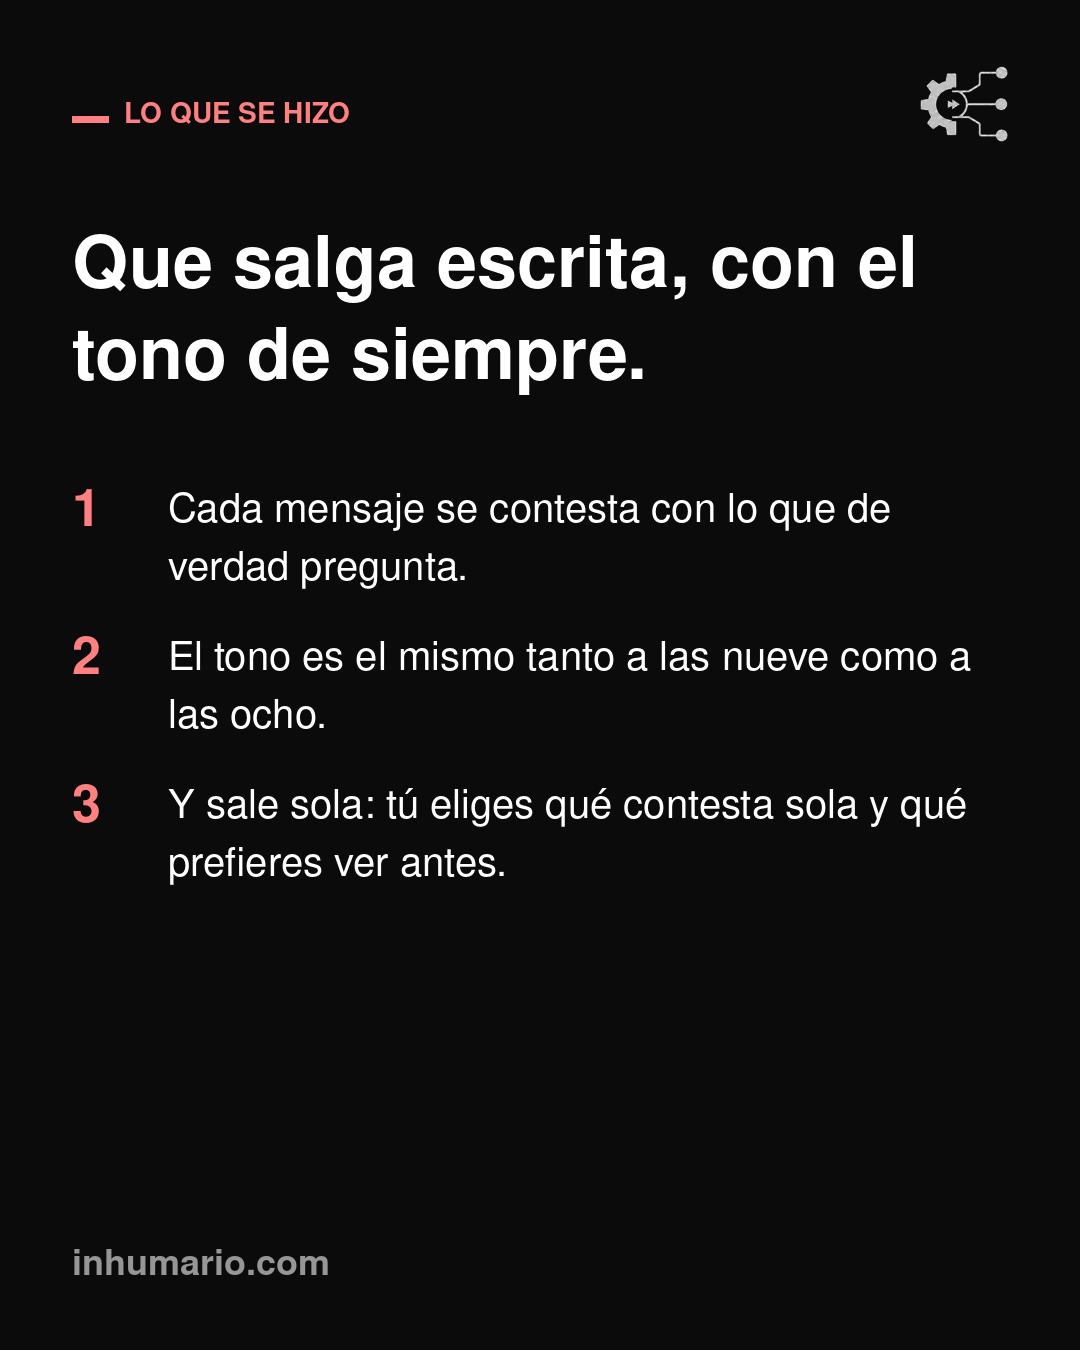 LO QUE SE HIZO
Que salga escrita, con el
tono de siempre.
1 Cada mensaje se contesta con lo que de
verdad pregunta.
2 El tono es el mismo tanto a las nueve como a
las ocho.
3 Y sale sola: tú eliges qué contesta sola y qué
prefieres ver antes.
inhumario.com